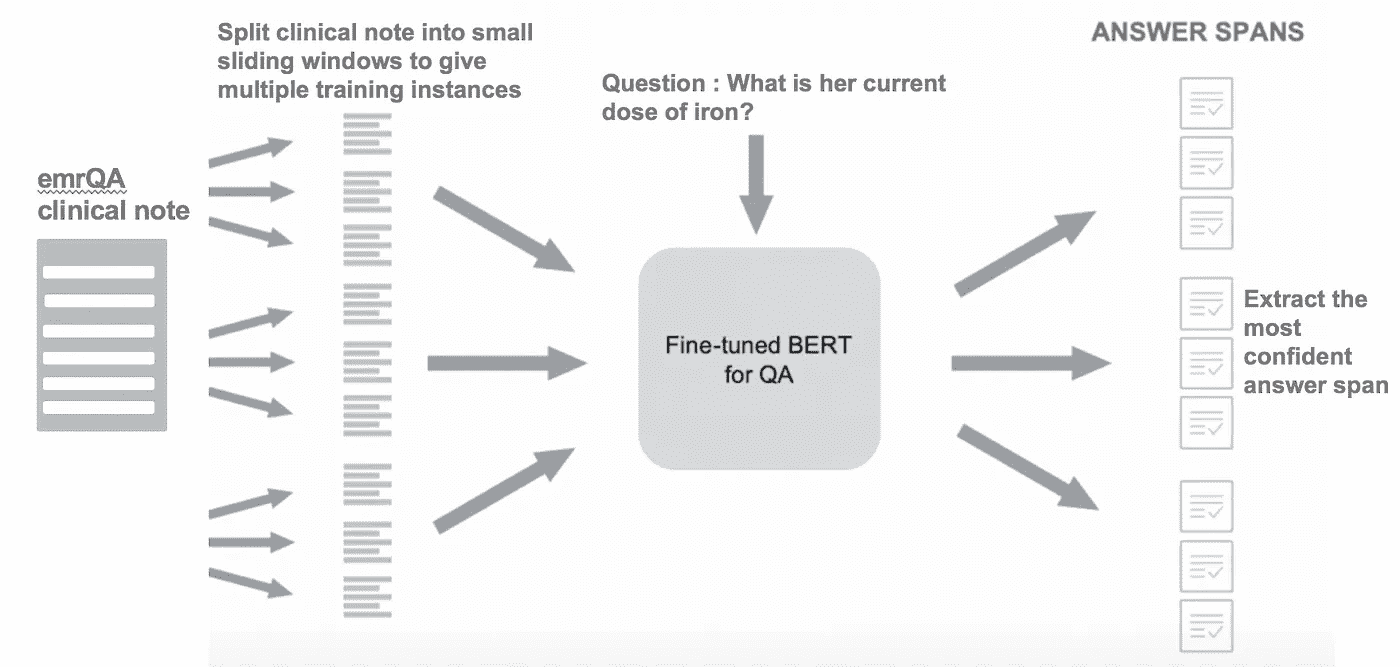 Split clinical note into small
sliding windows to give
multiple training instances
ANSWER SPANS
Question : What is her current
dose of iron?
emrQA
clinical note
Fine-tuned BERT
for QA
Extract the
most
confident
answer span